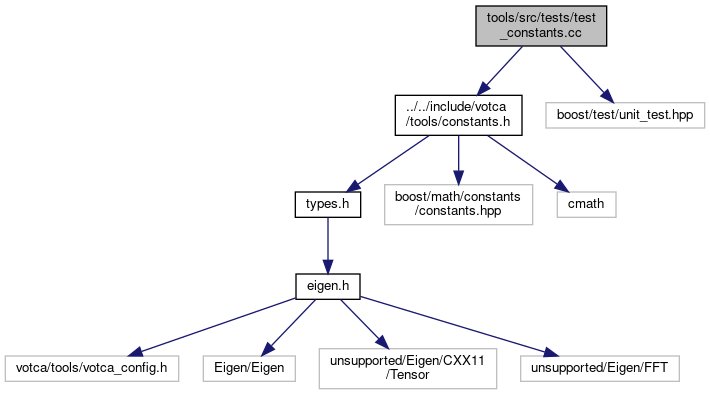 tools/src/tests/test
_constants.cc
../../include/votca
/tools/constants.h
boost/test/unit_test.hpp
types.h
boost/math/constants
/constants.hpp
cmath
eigen.h
votca/tools/votca_config.h
Eigen/Eigen
unsupported/Eigen/CXX11
/Tensor
unsupported/Eigen/FFT